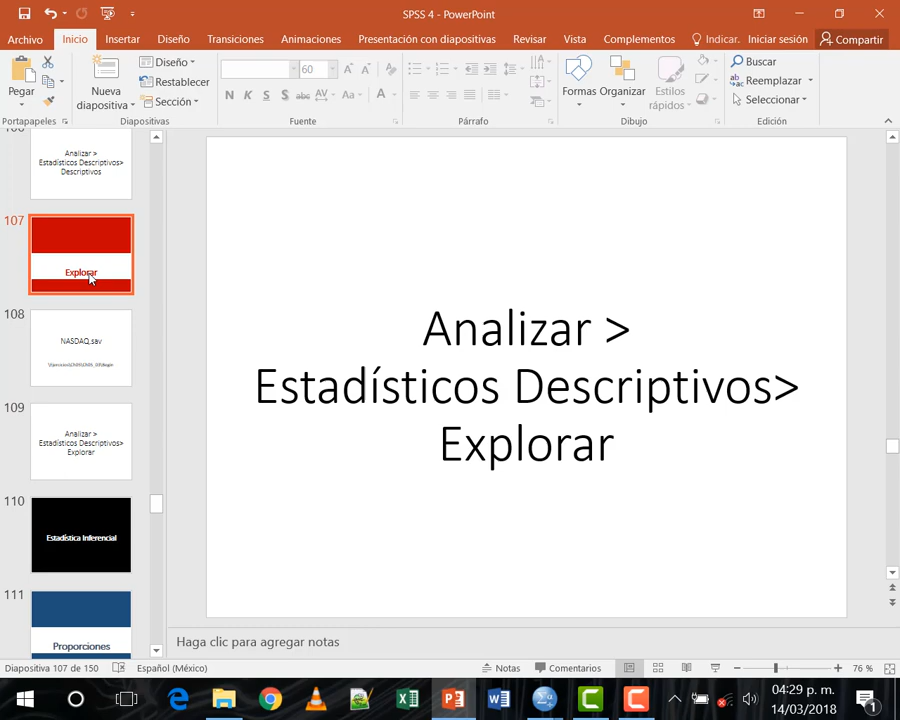 SPSS 4 - PowerPoint
Archivo Inicio Insertar Diseño Transiciones Animaciones Presentación con diapositivas Revisar Vista Complementos Indicar. Iniciar sesión Compartir
Pegar
Nueva
diapositiva
Diseño
Restablecer
Sección
60
N K S S abc AV Aa A
Formas Organizar Estilos
rápidos
Buscar
Reemplazar
Seleccionar
Portapapeles Diapositivas Fuente Párrafo Dibujo Edición
Analizar >
Estadísticos Descriptivos>
Descriptivos
107
Explorar
108
NASDAQ.sav
109
Analizar >
Estadísticos Descriptivos>
Explorar
110
Estadística Inferencial
111
Proporciones
Analizar >
Estadísticos Descriptivos>
Explorar
Haga clic para agregar notas
Diapositiva 107 de 150 Español (México) Notas Comentarios 76 %
04:29 p. m.
14/03/2018
1